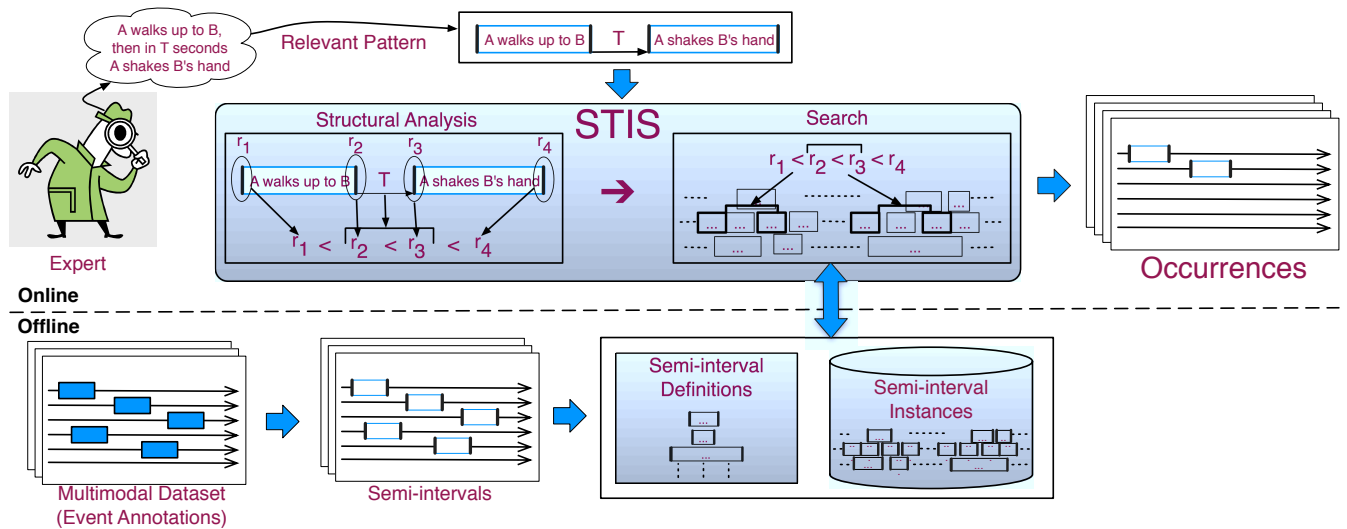 A walks up to B,
then in T seconds
A shakes B's hand
Relevant Pattern
A walks up to B
T
A shakes B's hand
Expert
STIS
Structural Analysis
r1
r2
r3
r4
A walks up to B
T
A shakes B's hand
r1 < r2 < r3 < r4
Search
r1 < r2 < r3 < r4
...
... ... ... ... ... ... ...
... ... ...
Occurrences
Online
Offline
Multimodal Dataset
(Event Annotations)
Semi-intervals
Semi-interval
Definitions
...
...
...
Semi-interval
Instances